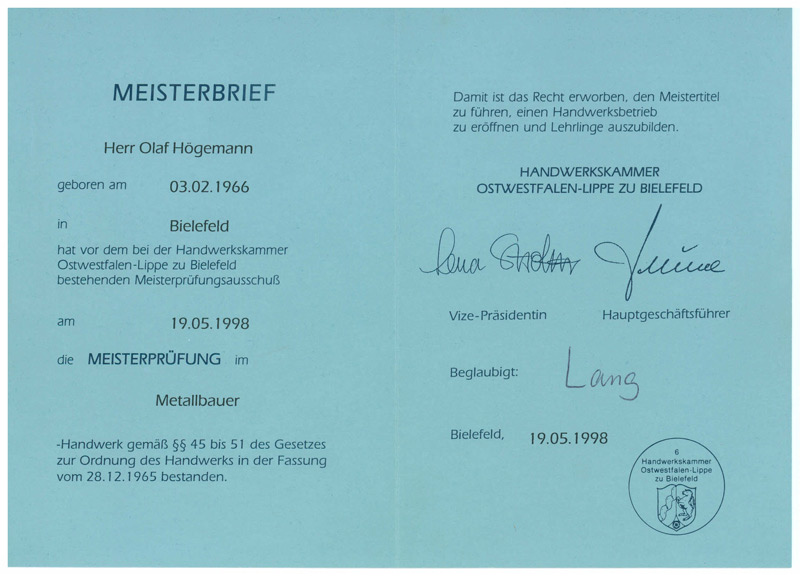 MEISTERBRIEF
Herr Olaf Högemann
geboren am 03.02.1966
in Bielefeld
hat vor dem bei der Handwerkskammer
Ostwestfalen-Lippe zu Bielefeld
bestehenden Meisterprüfungsausschuß
am 19.05.1998
die MEISTERPRÜFUNG im
Metallbauer
-Handwerk gemäß §§ 45 bis 51 des Gesetzes
zur Ordnung des Handwerks in der Fassung
vom 28.12.1965 bestanden.
Damit ist das Recht erworben, den Meistertitel
zu führen, einen Handwerksbetrieb
zu eröffnen und Lehrlinge auszubilden.
HANDWERKSKAMMER
OSTWESTFALEN-LIPPE ZU BIELEFELD
Lena
Vize-Präsidentin Hauptgeschäftsführer
Beglaubigt: Lang
Bielefeld, 19.05.1998
6
Handwerkskammer
Ostwestfalen-Lippe
zu Bielefeld